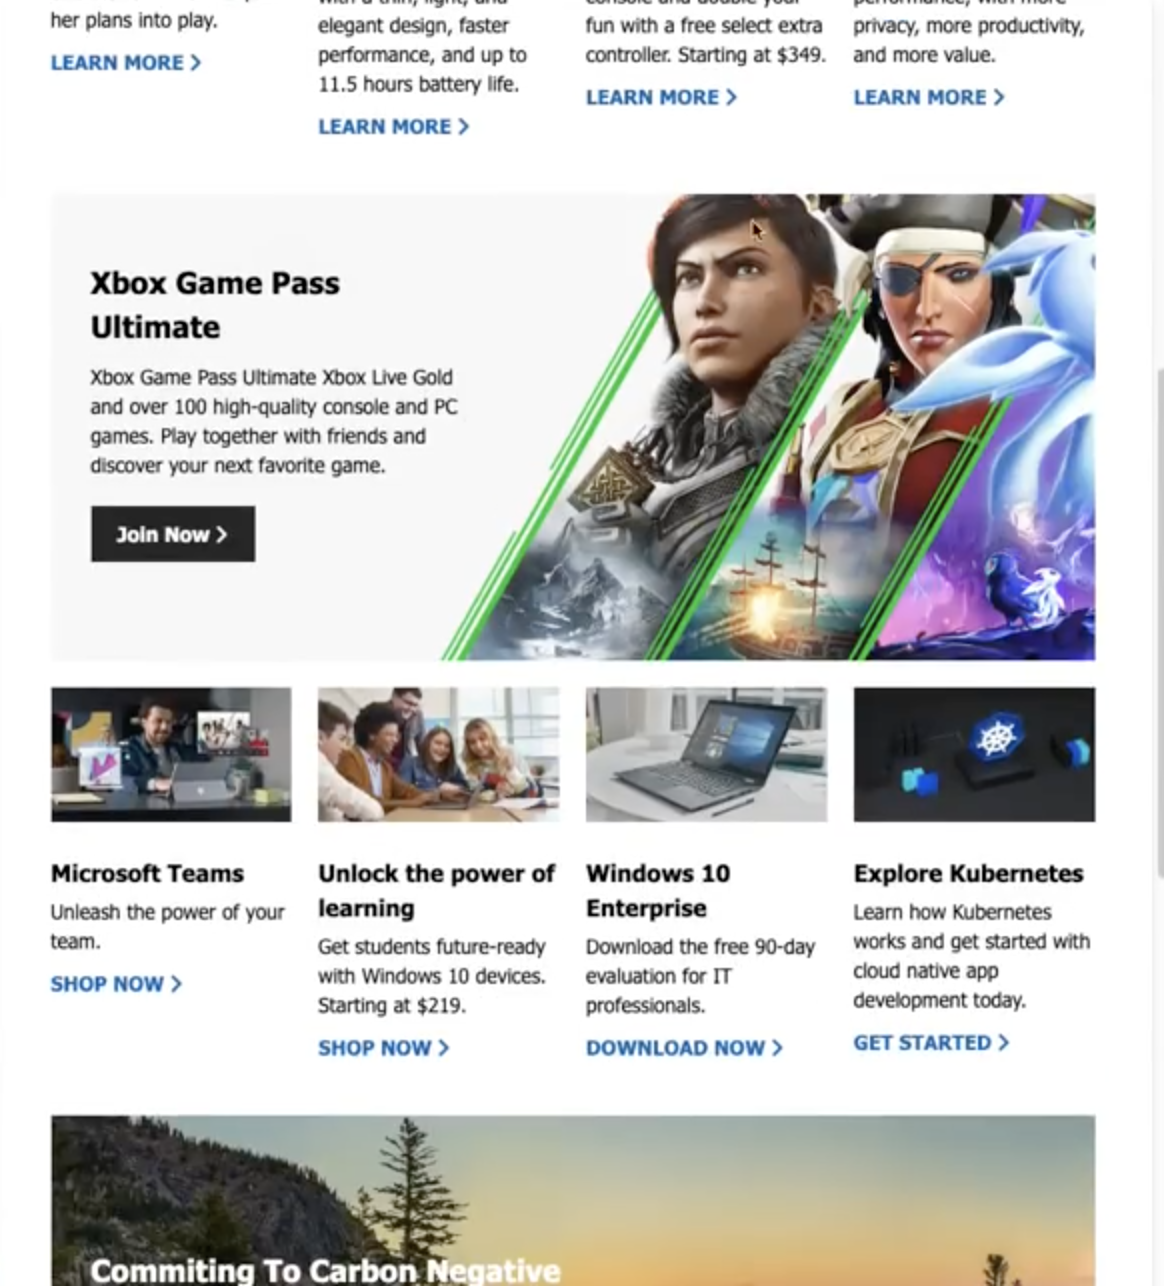 her plans into play.
LEARN MORE >
elegant design, faster
performance, and up to
11.5 hours battery life.
LEARN MORE >
fun with a free select extra
controller. Starting at $349.
LEARN MORE >
privacy, more productivity,
and more value.
LEARN MORE >
Xbox Game Pass
Ultimate
Xbox Game Pass Ultimate Xbox Live Gold
and over 100 high-quality console and PC
games. Play together with friends and
discover your next favorite game.
Join Now >
Microsoft Teams
Unleash the power of your
team.
SHOP NOW >
Unlock the power of
learning
Get students future-ready
with Windows 10 devices.
Starting at $219.
SHOP NOW >
Windows 10
Enterprise
Download the free 90-day
evaluation for IT
professionals.
DOWNLOAD NOW >
Explore Kubernetes
Learn how Kubernetes
works and get started with
cloud native app
development today.
GET STARTED >
Commiting To Carbon Negative